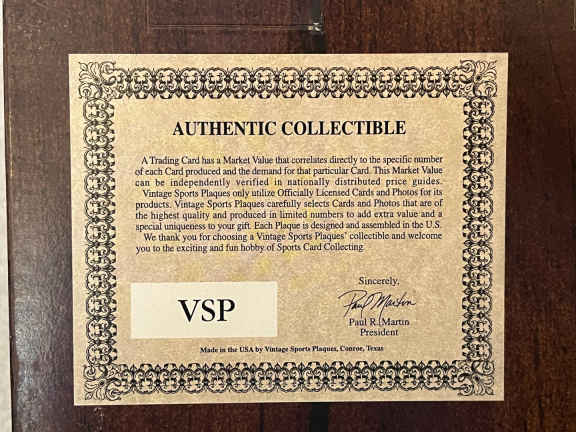 AUTHENTIC COLLECTIBLE
A Trading Card has a Market Value that correlates directly to the specific number
of each Card produced and the demand for that particular Card. This Market Value
can be independently verified in nationally distributed price guides.
Vintage Sports Plaques only utilize Officially Licensed Cards and Photos for its
products. Vintage Sports Plaques carefully selects Cards and Photos that are of
the highest quality and produced in limited numbers to add extra value and a
special uniqueness to your gift. Each Plaque is designed and assembled in the U.S.
We thank you for choosing a Vintage Sports Plaques' collectible and welcome
you to the exciting and fun hobby of Sports Card Collecting
Sincerely,
Paul Martin
Paul R. Martin
President
VSP
Made in the USA by Vintage Sports Plaques, Conroe, Texas